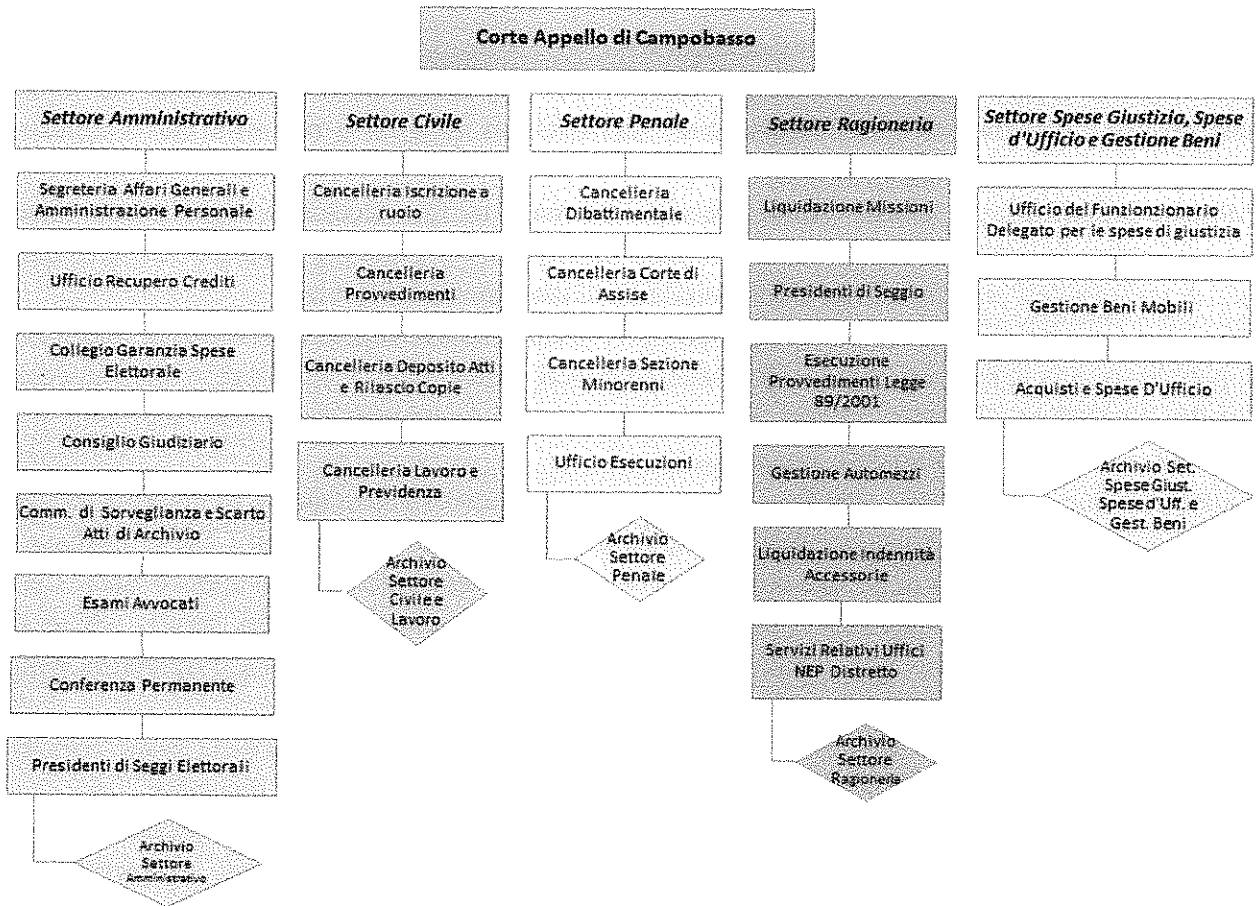 Corte Appello di Campobasso
Settore Amministrativo
Segreteria Affari Generali e
Amministrazione Personale
Ufficio Recupero Crediti
Collegio Garanzia Spese
Elettorale
Consiglio Giudiziario
Comm. di Sorveglianza e Scarto
Atti di Archivio
Esami Avvocati
Conferenza Permanente
Presidenti di Seggi Elettorali
Archivio
Settore
Amministrativo
Settore Civile
Cancelleria Iscrizione a
ruolo
Cancelleria
Provvedimenti
Cancelleria Deposito Atti
e Rilascio Copie
Cancelleria Lavoro e
Previdenza
Archivio
Settore
Civile e
Lavoro
Settore Penale
Cancelleria
Dibattimentale
Cancelleria Corte di
Assise
Cancelleria Sezione
Minorenni
Ufficio Esecuzioni
Archivio
Settore
Penale
Settore Ragioneria
Liquidazione Missioni
Presidenti di Seggio
Esecuzione
Provvedimenti Legge
89/2001
Gestione Automezzi
Liquidazione Indennità
Accessorie
Servizi Relativi Uffici
NEP Distretto
Archivio
Settore
Ragioneria
Settore Spese Giustizia, Spese
d'Ufficio e Gestione Beni
Ufficio del Funzionzionario
Delegato per le spese di giustizia
Gestione Beni Mobili
Acquisti e Spese D'Ufficio
Archivio Set.
Spese Giust.
Spese d'Uff. e
Gest. Beni